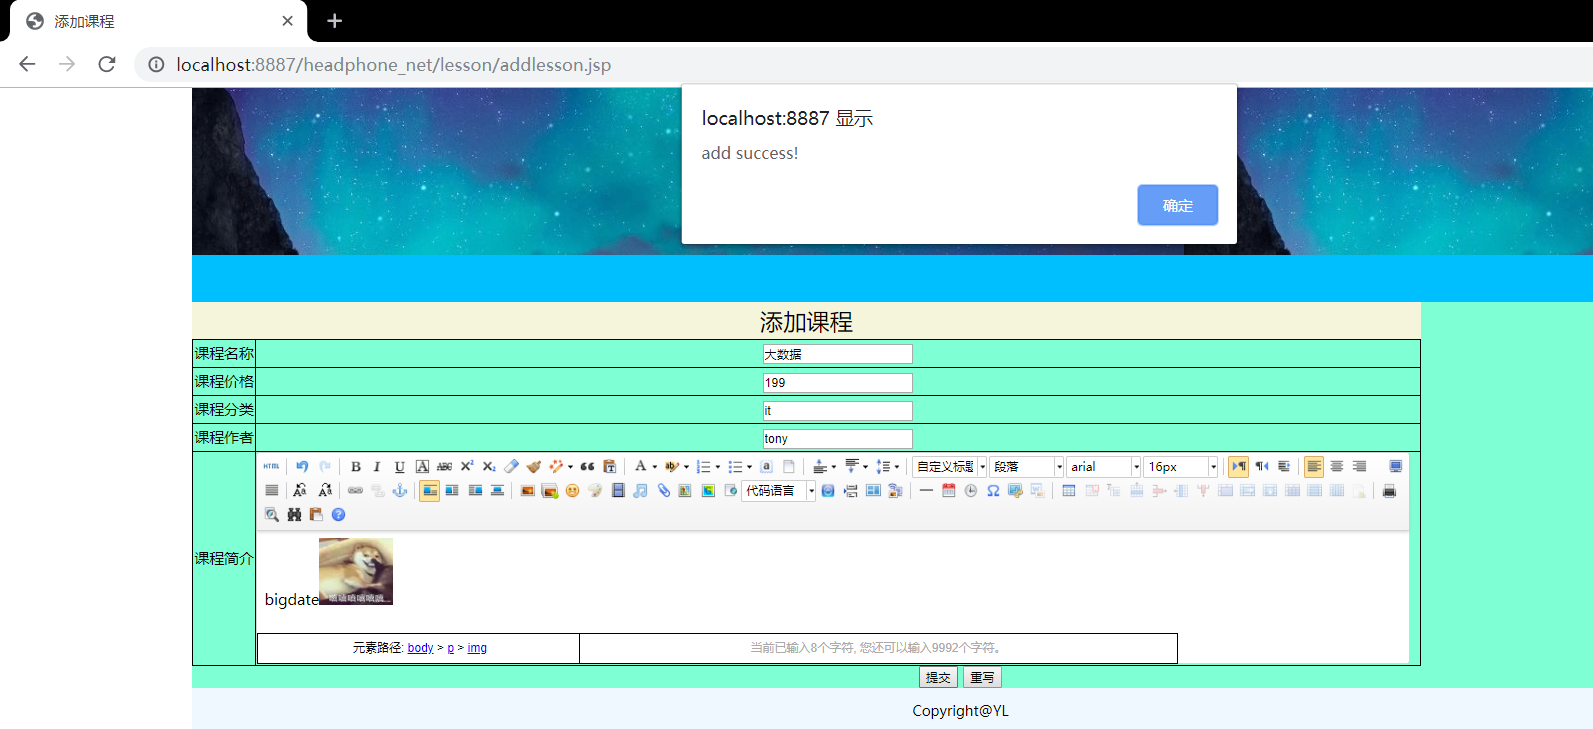 添加课程
localhost:8887/headphone_net/lesson/addlesson.jsp
localhost:8887 显示
add success!
确定
添加课程
课程名称 大数据
课程价格 199
课程分类 it
课程作者 tony
HTML B I U A ABC X² X₂ A a 自定义标题 段落 arial 16px
代码语言
课程简介
bigdate
元素路径: body > p > img 当前已输入8个字符, 您还可以输入9992个字符。
提交 重写
Copyright@YL